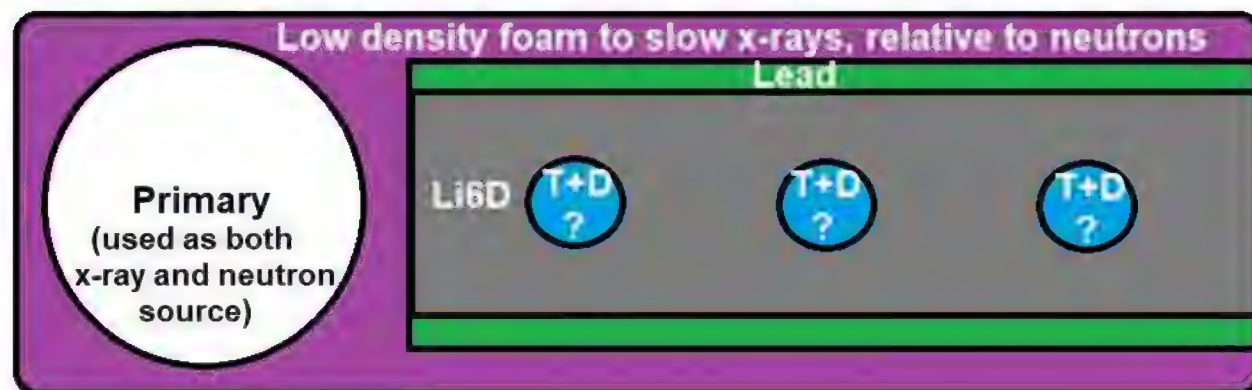 Low density foam to slow x-rays, relative to neutrons
Lead
Primary
(used as both
x-ray and neutron
source)
Li6D
T+D
?
T+D
?
T+D
?